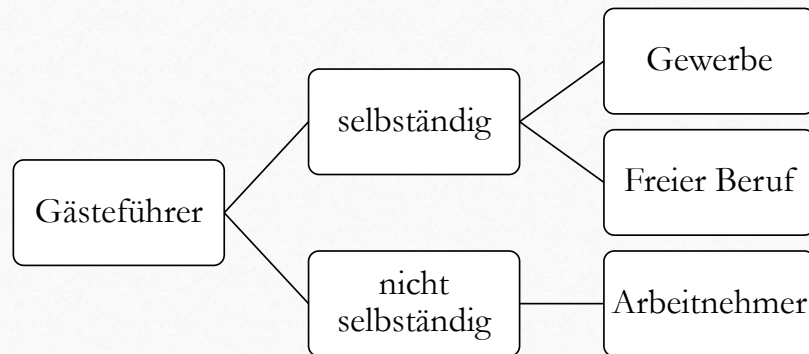 Gästeführer
selbständig
Gewerbe
Freier Beruf
nicht
selbständig
Arbeitnehmer